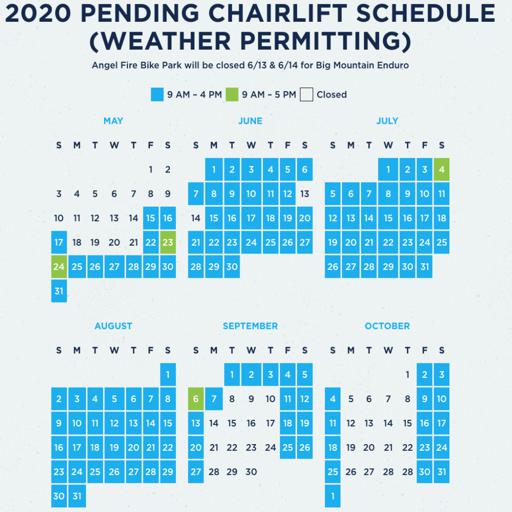 2020 PENDING CHAIRLIFT SCHEDULE
(WEATHER PERMITTING)
Angel Fire Bike Park will be closed 6/13 & 6/14 for Big Mountain Enduro
9 AM – 4 PM 9 AM – 5 PM Closed
MAY
S M T W T F S
1 2
3 4 5 6 7 8 9
10 11 12 13 14 15 16
17 18 19 20 21 22 23
24 25 26 27 28 29 30
31
JUNE
S M T W T F S
1 2 3 4 5 6
7 8 9 10 11 12 13
14 15 16 17 18 19 20
21 22 23 24 25 26 27
28 29 30
JULY
S M T W T F S
1 2 3 4
5 6 7 8 9 10 11
12 13 14 15 16 17 18
19 20 21 22 23 24 25
26 27 28 29 30 31
AUGUST
S M T W T F S
1
2 3 4 5 6 7 8
9 10 11 12 13 14 15
16 17 18 19 20 21 22
23 24 25 26 27 28 29
30 31
SEPTEMBER
S M T W T F S
1 2 3 4 5
6 7 8 9 10 11 12
13 14 15 16 17 18 19
20 21 22 23 24 25 26
27 28 29 30
OCTOBER
S M T W T F S
1 2 3
4 5 6 7 8 9 10
11 12 13 14 15 16 17
18 19 20 21 22 23 24
25 26 27 28 29 30 31
1